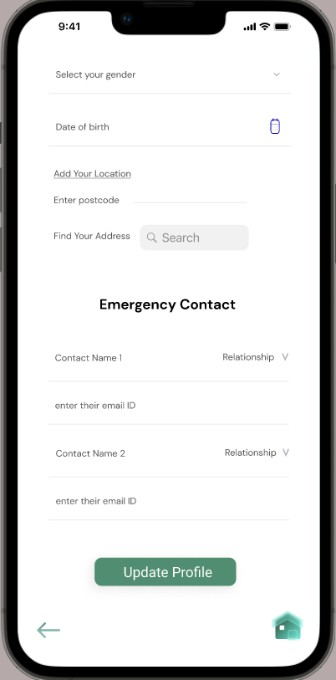 9:41
Select your gender
Date of birth
Add Your Location
Enter postcode
Find Your Address Search
Emergency Contact
Contact Name 1 Relationship V
enter their email ID
Contact Name 2 Relationship V
enter their email ID
Update Profile